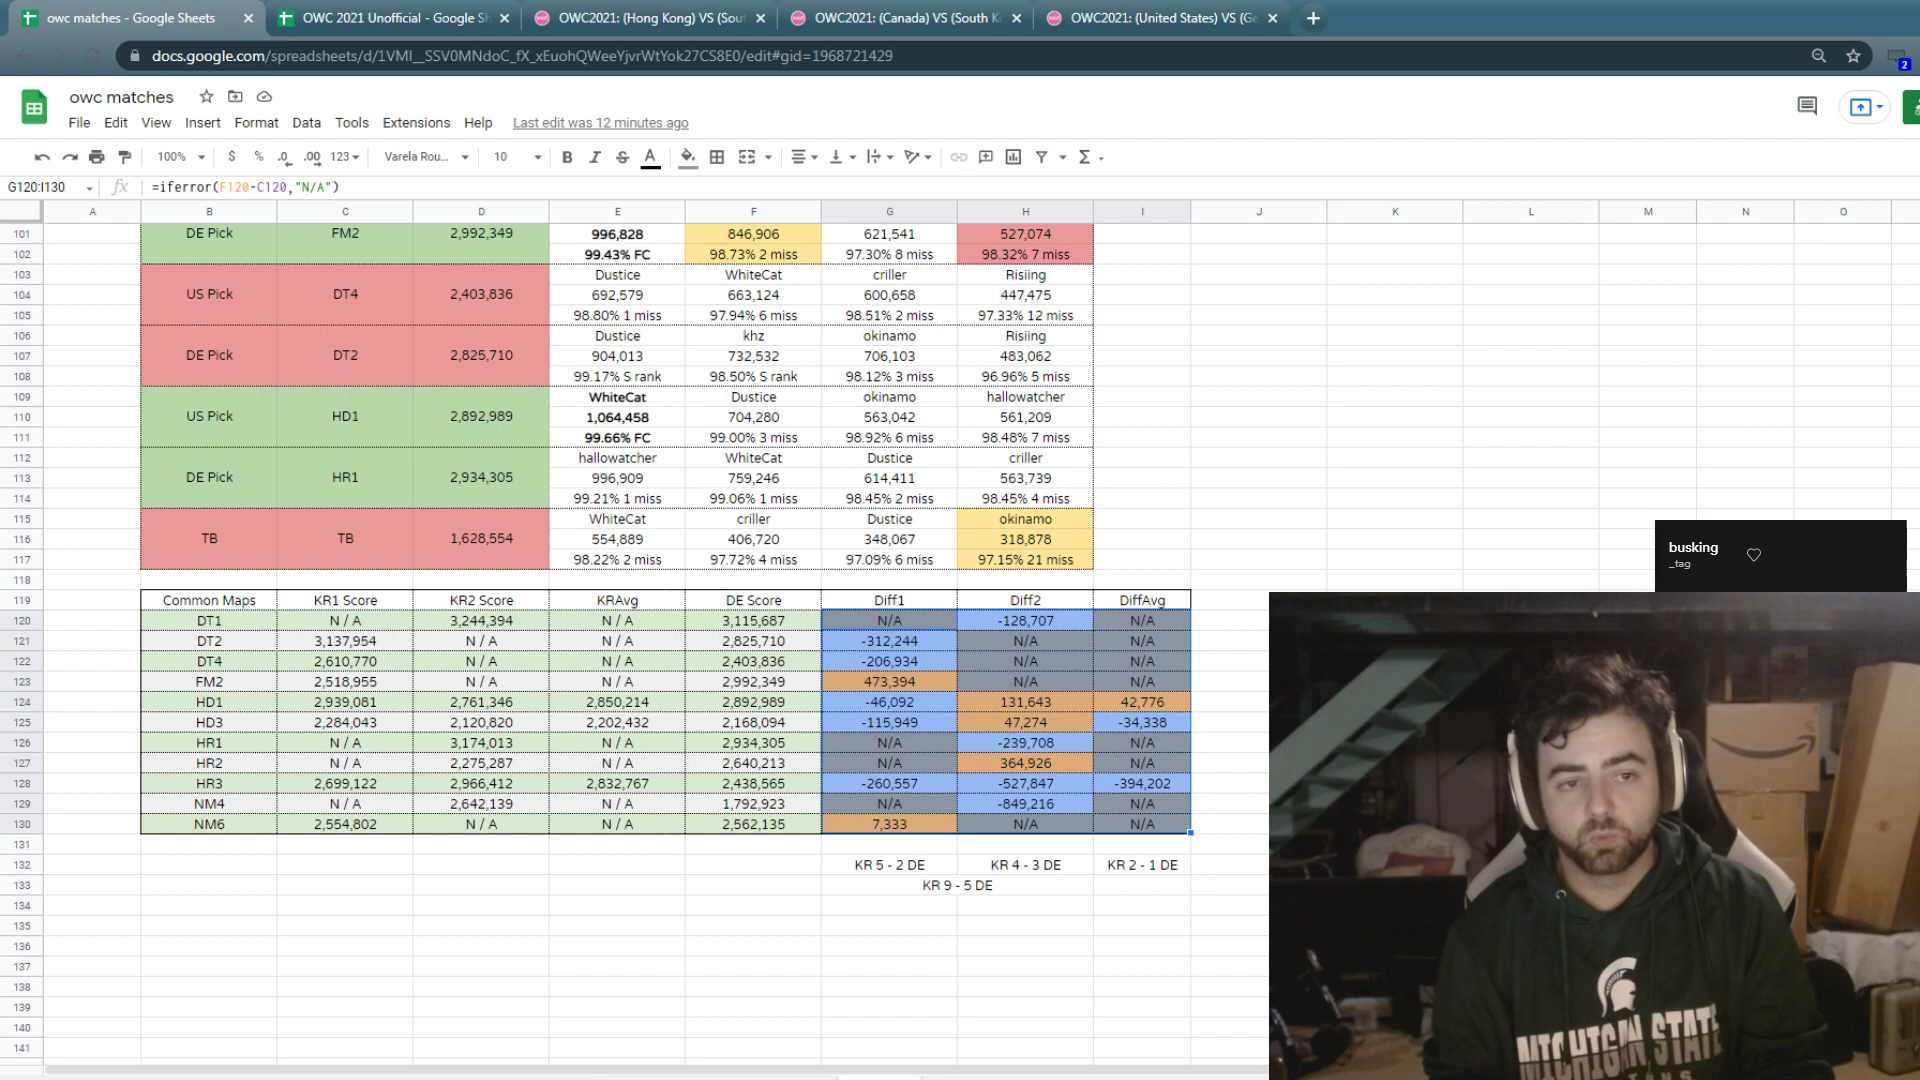 owc matches - Google Sheets
OWC 2021 Unofficial - Google Sh
OWC2021: (Hong Kong) VS (Sout
OWC2021: (Canada) VS (South Ko
OWC2021: (United States) VS (Ge
docs.google.com/spreadsheets/d/1VMl__SSV0MNdoC_fX_xEuohQWeeYjvrWtYok27CS8E0/edit#gid=1968721429
2
owc matches
File Edit View Insert Format Data Tools Extensions Help Last edit was 12 minutes ago
100% $ % .0 .00 123 Varela Rou... 10 B I S A
G120:I130 fx =iferror(F120-C120,"N/A")
A B C D E F G H I J K L M N O
101 DE Pick FM2 2,992,349 996,828 846,906 621,541 527,074
102 99.43% FC 98.73% 2 miss 97.30% 8 miss 98.32% 7 miss
103 Dustice WhiteCat criller Risiing
104 US Pick DT4 2,403,836 692,579 663,124 600,658 447,475
105 98.80% 1 miss 97.94% 6 miss 98.51% 2 miss 97.33% 12 miss
106 Dustice khz okinamo Risiing
107 DE Pick DT2 2,825,710 904,013 732,532 706,103 483,062
108 99.17% S rank 98.50% S rank 98.12% 3 miss 96.96% 5 miss
109 WhiteCat Dustice okinamo hallowatcher
110 US Pick HD1 2,892,989 1,064,458 704,280 563,042 561,209
111 99.66% FC 99.00% 3 miss 98.92% 6 miss 98.48% 7 miss
112 hallowatcher WhiteCat Dustice criller
113 DE Pick HR1 2,934,305 996,909 759,246 614,411 563,739
114 99.21% 1 miss 99.06% 1 miss 98.45% 2 miss 98.45% 4 miss
115 WhiteCat criller Dustice okinamo
116 TB TB 1,628,554 554,889 406,720 348,067 318,878
117 98.22% 2 miss 97.72% 4 miss 97.09% 6 miss 97.15% 21 miss
118
119 Common Maps KR1 Score KR2 Score KRAvg DE Score Diff1 Diff2 DiffAvg
120 DT1 N / A 3,244,394 N / A 3,115,687 N/A -128,707 N/A
121 DT2 3,137,954 N / A N / A 2,825,710 -312,244 N/A N/A
122 DT4 2,610,770 N / A N / A 2,403,836 -206,934 N/A N/A
123 FM2 2,518,955 N / A N / A 2,992,349 473,394 N/A N/A
124 HD1 2,939,081 2,761,346 2,850,214 2,892,989 -46,092 131,643 42,776
125 HD3 2,284,043 2,120,820 2,202,432 2,168,094 -115,949 47,274 -34,338
126 HR1 N / A 3,174,013 N / A 2,934,305 N/A -239,708 N/A
127 HR2 N / A 2,275,287 N / A 2,640,213 N/A 364,926 N/A
128 HR3 2,699,122 2,966,412 2,832,767 2,438,565 -260,557 -527,847 -394,202
129 NM4 N / A 2,642,139 N / A 1,792,923 N/A -849,216 N/A
130 NM6 2,554,802 N / A N / A 2,562,135 7,333 N/A N/A
131
132 KR 5 - 2 DE KR 4 - 3 DE KR 2 - 1 DE
133 KR 9 - 5 DE
134
135
136
137
138
139
140
141
busking
_tag
MICHIGAN STATE